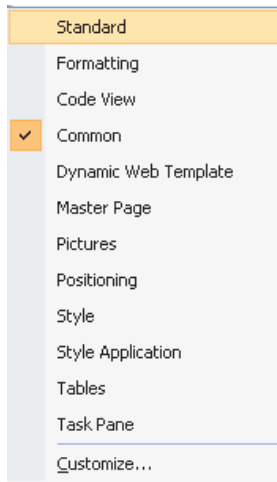 Standard
Formatting
Code View
Common
Dynamic Web Template
Master Page
Pictures
Positioning
Style
Style Application
Tables
Task Pane
Customize...